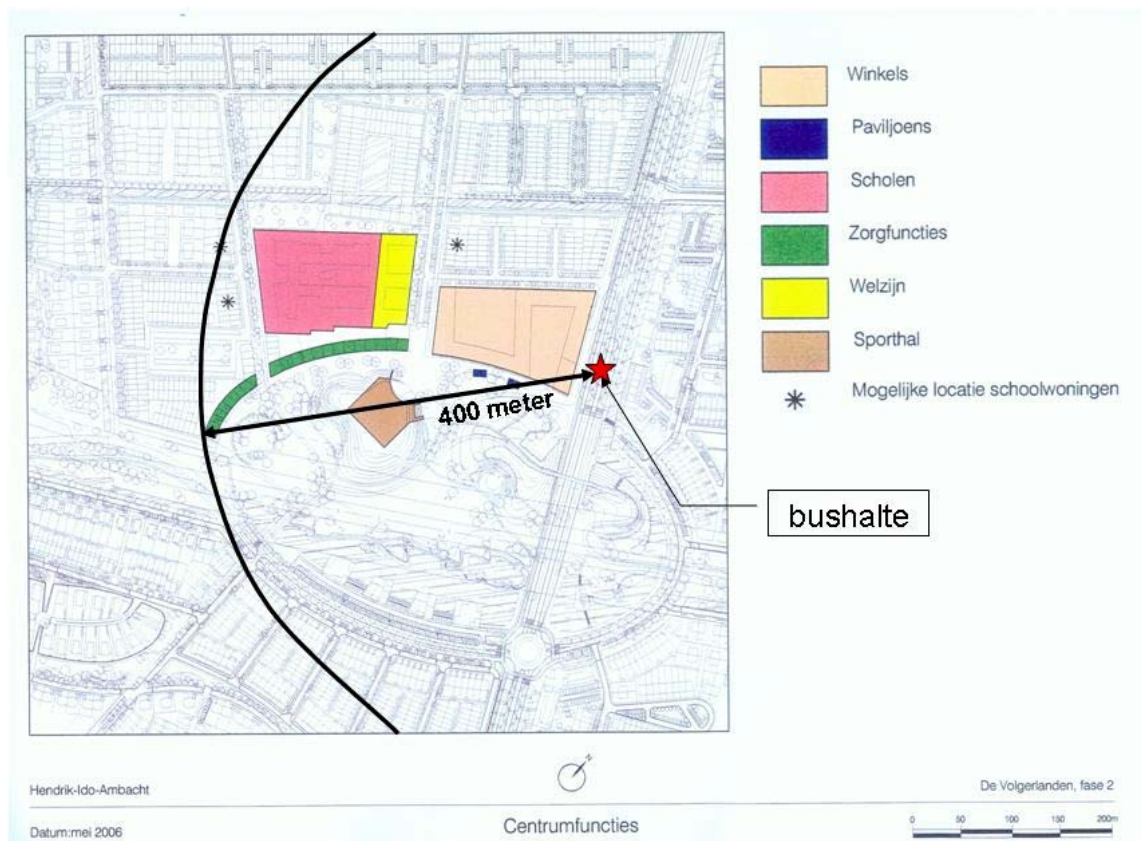 Winkels
Paviljoens
Scholen
Zorgfuncties
Welzijn
Sporthal
Mogelijke locatie schoolwoningen
400 meter
bushalte
N
Hendrik-Ido-Ambacht
De Volgerlanden, fase 2
Datum:mei 2006
Centrumfuncties
0 50 100 150 200m